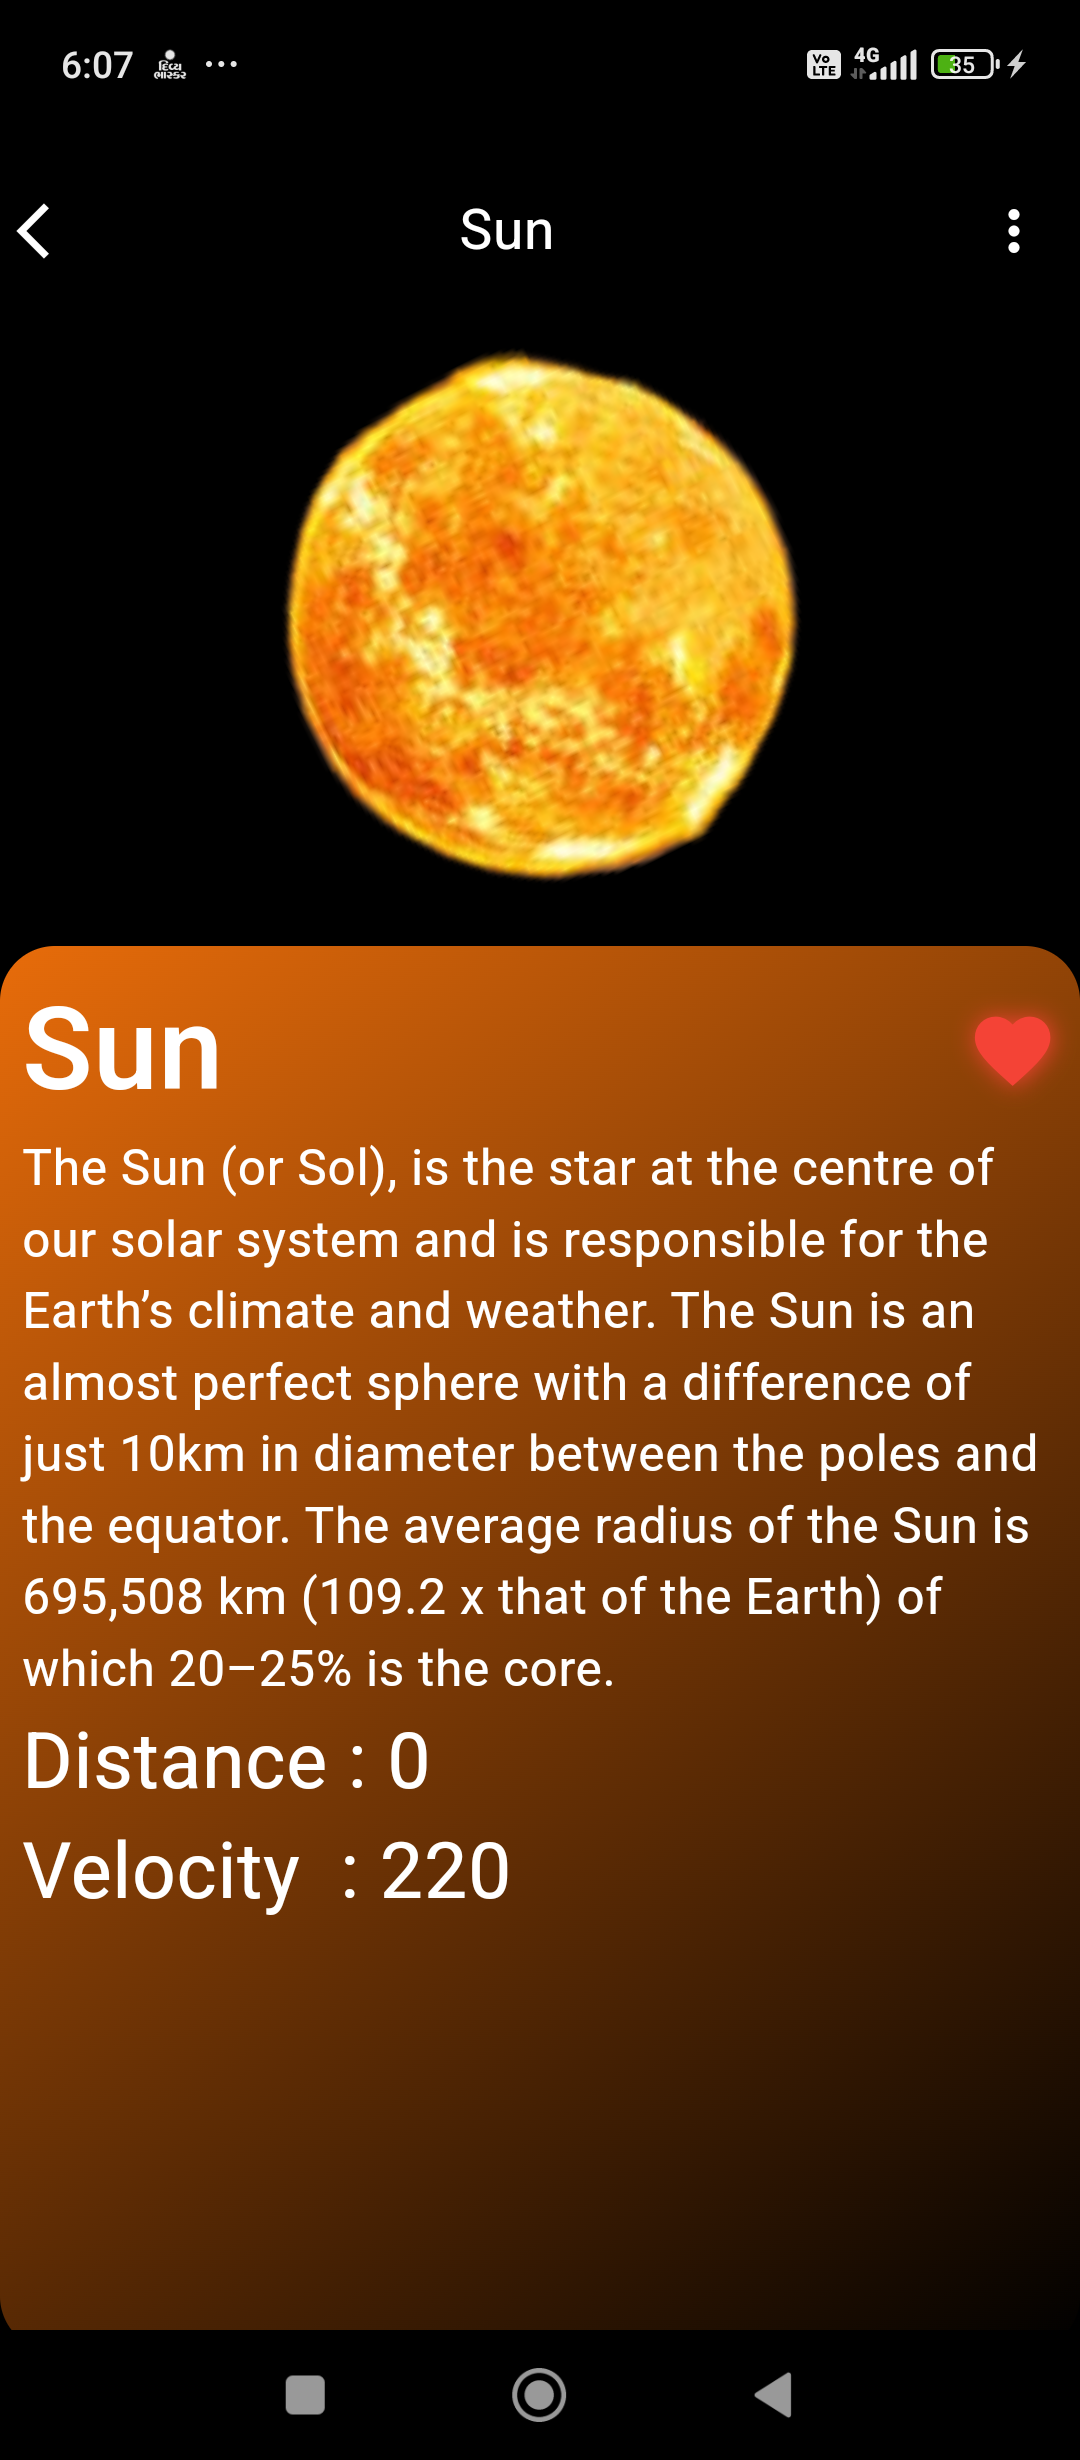 6:07 દિવ્ય ભાસ્કર ... Vo LTE 4G 35
Sun
Sun
The Sun (or Sol), is the star at the centre of
our solar system and is responsible for the
Earth’s climate and weather. The Sun is an
almost perfect sphere with a difference of
just 10km in diameter between the poles and
the equator. The average radius of the Sun is
695,508 km (109.2 x that of the Earth) of
which 20–25% is the core.
Distance : 0
Velocity  : 220